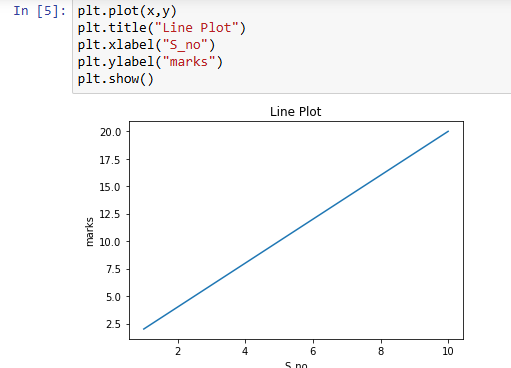 In [5]: plt.plot(x,y)
plt.title("Line Plot")
plt.xlabel("S_no")
plt.ylabel("marks")
plt.show()
Line Plot
20.0
17.5
15.0
12.5
10.0
7.5
5.0
2.5
marks
2 4 6 8 10
S_no